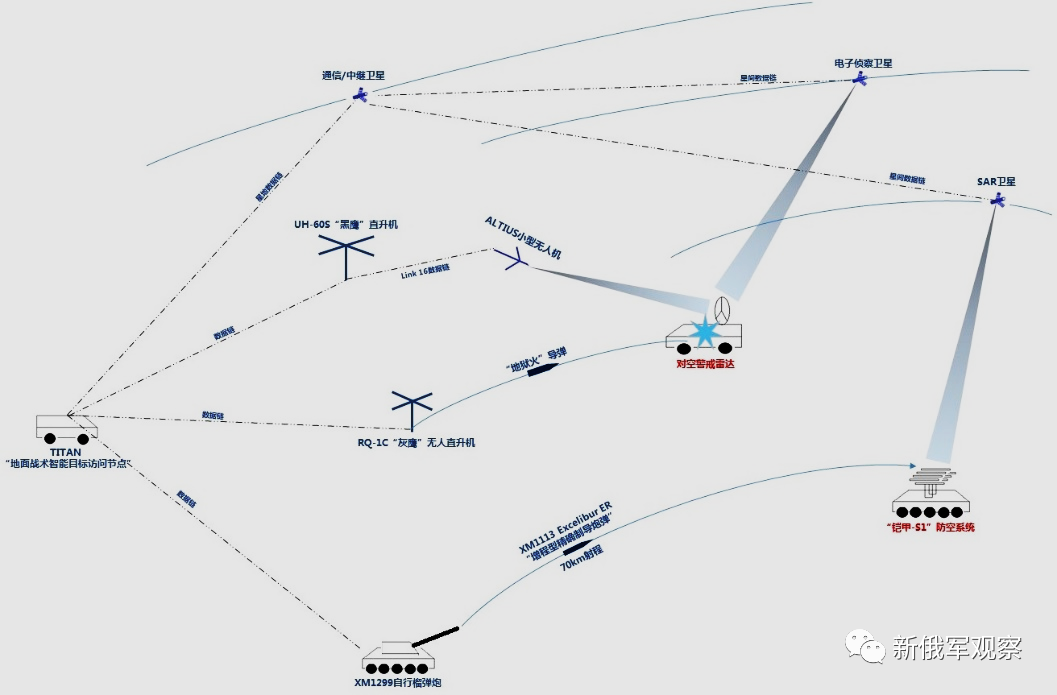 通信/中继卫星
电子侦察卫星
星间数据链
SAR卫星
星间数据链
星地数据链
UH-60S“黑鹰”直升机
ALTIUS小型无人机
Link 16数据链
数据链
“地狱火”导弹
对空警戒雷达
数据链
RQ-1C“灰鹰”无人直升机
TITAN
“地面战术智能目标访问节点”
数据链
XM1113 Excelibur ER
“增程型精确制导炮弹”
70km射程
“铠甲-S1”防空系统
XM1299自行榴弹炮
新俄军观察